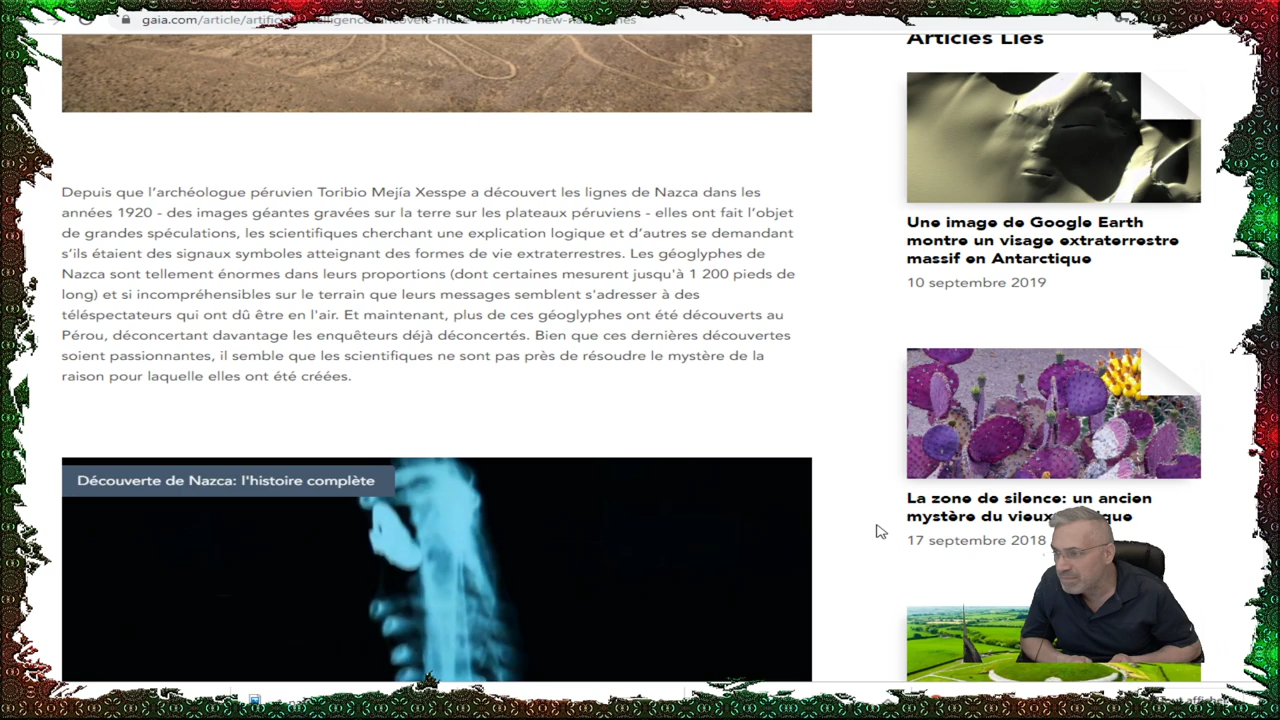 gaia.com/article/artific
Articles Liés
Depuis que l'archéologue péruvien Toribio Mejía Xesspe a découvert les lignes de Nazca dans les
années 1920 - des images géantes gravées sur la terre sur les plateaux péruviens - elles ont fait l'objet
de grandes spéculations, les scientifiques cherchant une explication logique et d'autres se demandant
s'ils étaient des signaux symboles atteignant des formes de vie extraterrestres. Les géoglyphes de
Nazca sont tellement énormes dans leurs proportions (dont certaines mesurent jusqu'à 1 200 pieds de
long) et si incompréhensibles sur le terrain que leurs messages semblent s'adresser à des
téléspectateurs qui ont dû être en l'air. Et maintenant, plus de ces géoglyphes ont été découverts au
Pérou, déconcertant davantage les enquêteurs déjà déconcertés. Bien que ces dernières découvertes
soient passionnantes, il semble que les scientifiques ne sont pas près de résoudre le mystère de la
raison pour laquelle elles ont été créées.
Découverte de Nazca: l'histoire complète
Une image de Google Earth
montre un visage extraterrestre
massif en Antarctique
10 septembre 2019
La zone de silence: un ancien
mystère du vieux
17 septembre 2018